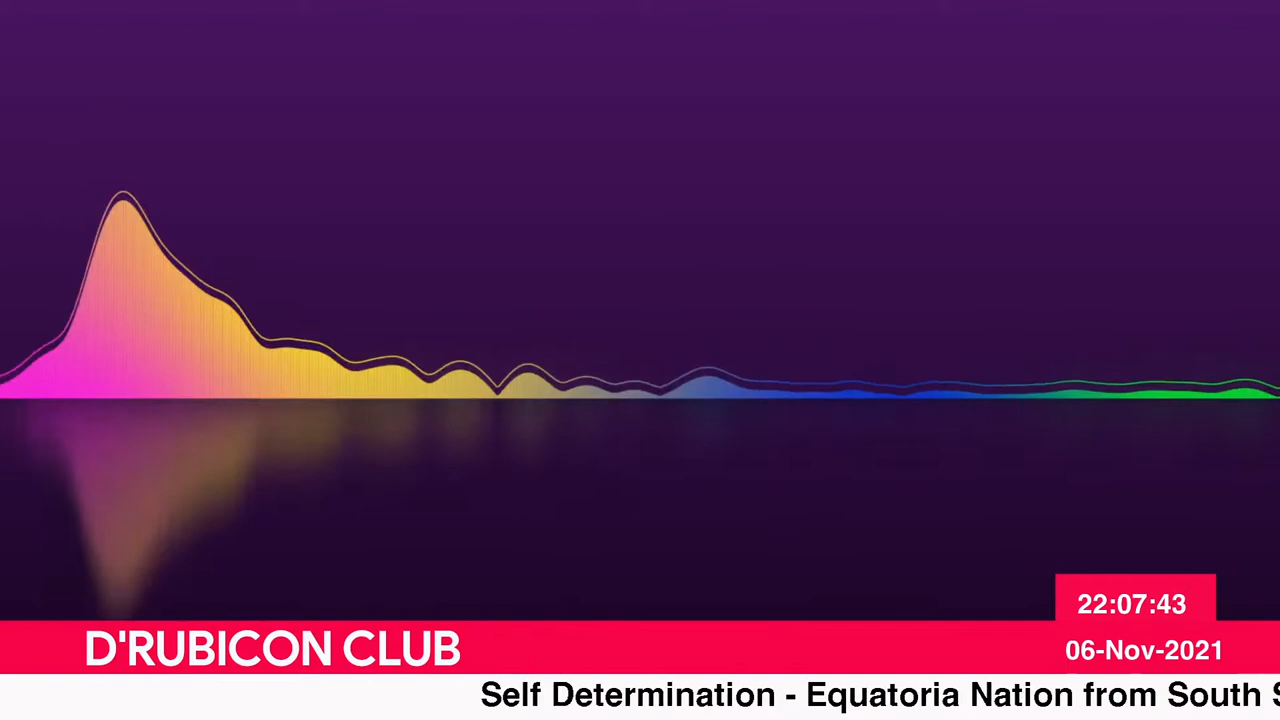 22:07:43
D'RUBICON CLUB
06-Nov-2021
Self Determination - Equatoria Nation from South